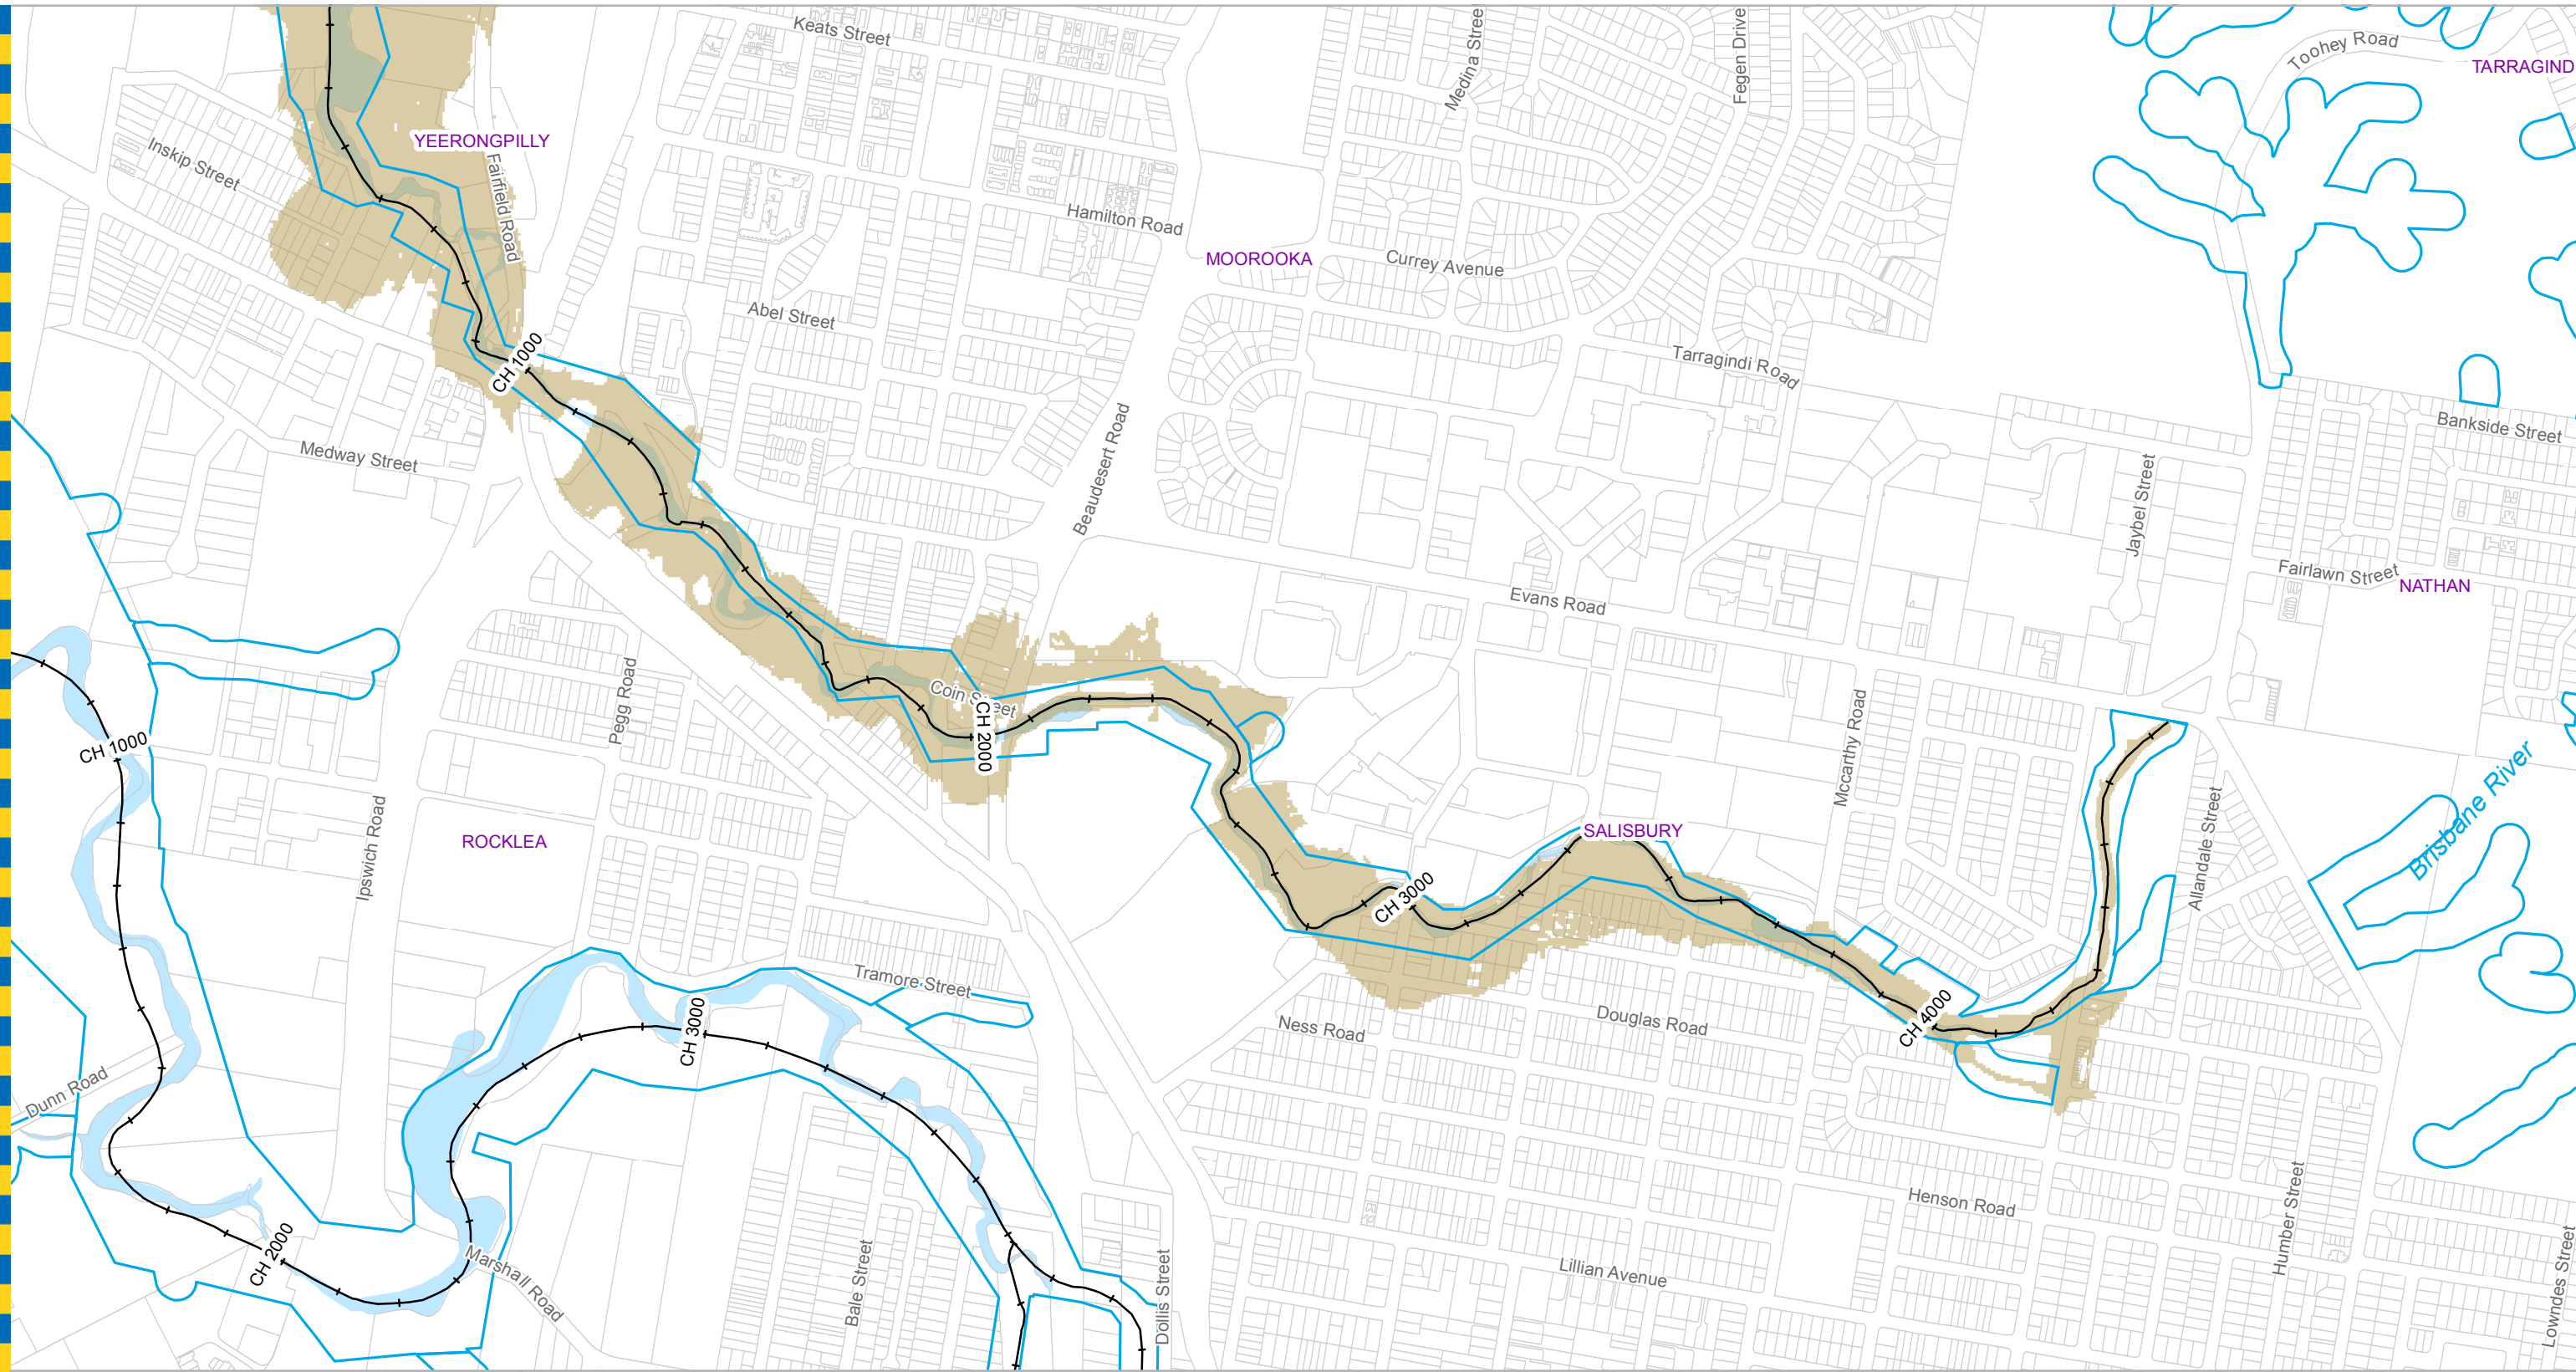 Keats Street
Medina Stree
Fegen Drive
Toohey Road
TARRAGIND
YEERONGPILLY
Inskip Street
Fairfield Road
Hamilton Road
MOOROOKA
Currey Avenue
Abel Street
CH 1000
Tarragindi Road
Bankside Street
Medway Street
Beaudesert Road
Jaybel Street
Fairlawn Street
NATHAN
Evans Road
Pegg Road
Coin Street
CH 2000
Mccarthy Road
CH 1000
Brisbane River
Ipswich Road
ROCKLEA
SALISBURY
Allandale Street
CH 3000
Tramore Street
CH 3000
Ness Road
Douglas Road
CH 4000
Dunn Road
Henson Road
Humber Street
CH 2000
Marshall Road
Bale Street
Dollis Street
Lillian Avenue
Lowndes Street